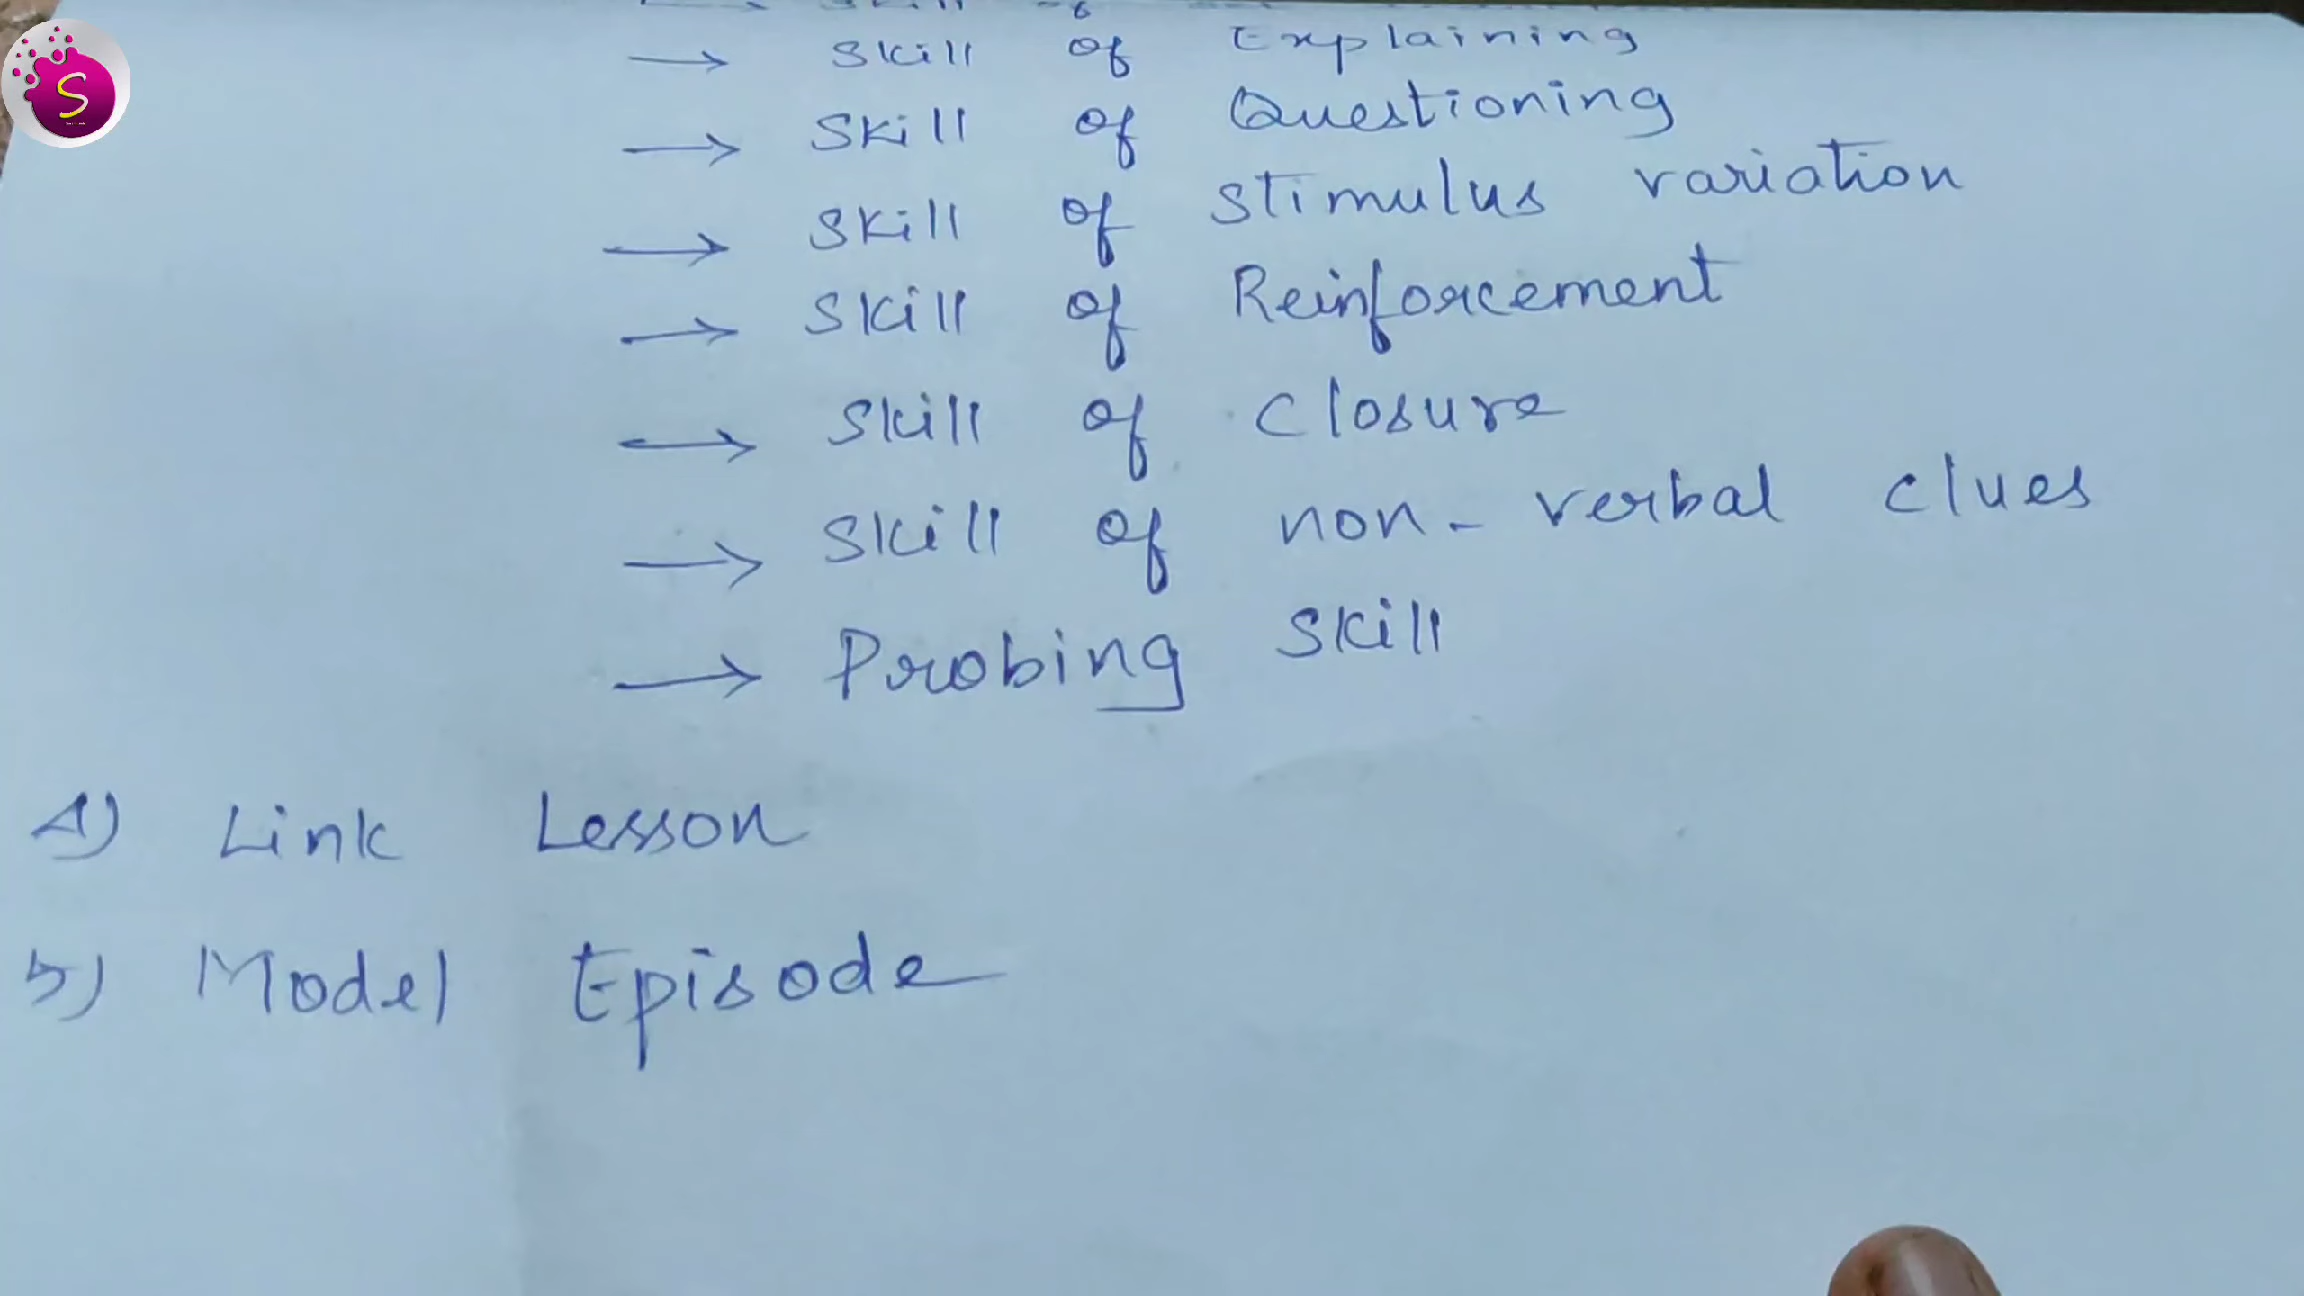 → Skill of Explaining
→ Skill of Questioning
→ Skill of stimulus variation
→ Skill of Reinforcement
→ Skill of closure
→ Skill of non-verbal clues
→ Probing Skill
4) Link Lesson
5) Model Episode
S